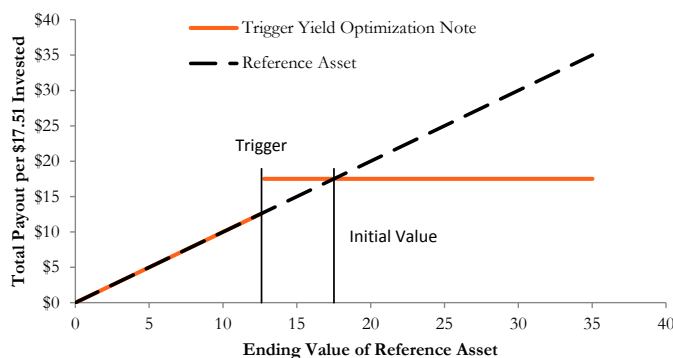 Trigger Yield Optimization Note
Reference Asset
Total Payout per $17.51 Invested
$40
$35
$30
$25
$20
$15
$10
$5
$0
Trigger
Initial Value
0 5 10 15 20 25 30 35 40
Ending Value of Reference Asset